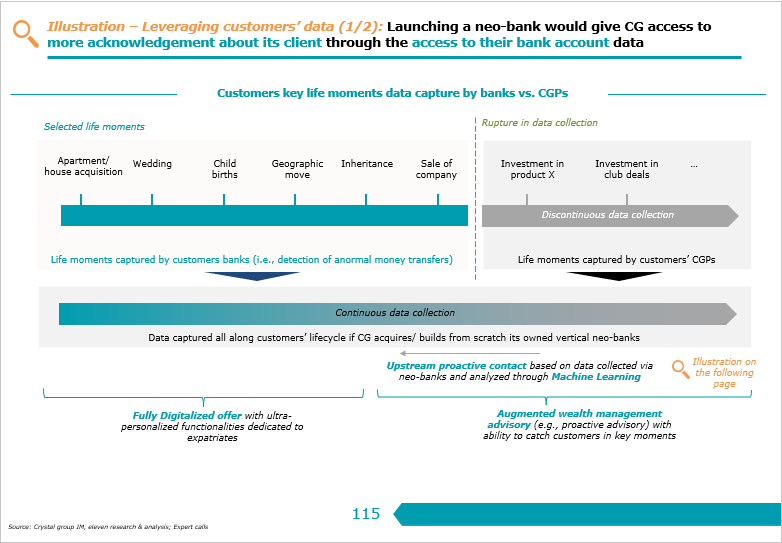 Illustration – Leveraging customers’ data (1/2): Launching a neo-bank would give CG access to
more acknowledgement about its client through the access to their bank account data
Customers key life moments data capture by banks vs. CGPs
Selected life moments
Rupture in data collection
Apartment/
house acquisition
Wedding
Child
births
Geographic
move
Inheritance
Sale of
company
Investment in
product X
Investment in
club deals
...
Discontinuous data collection
Life moments captured by customers banks (i.e., detection of anormal money transfers)
Life moments captured by customers’ CGPs
Continuous data collection
Data captured all along customers’ lifecycle if CG acquires/ builds from scratch its owned vertical neo-banks
Upstream proactive contact based on data collected via
neo-banks and analyzed through Machine Learning
Illustration on
the following
page
Fully Digitalized offer with ultra-
personalized functionalities dedicated to
expatriates
Augmented wealth management
advisory (e.g., proactive advisory) with
ability to catch customers in key moments
115
Source: Crystal group IM, eleven research & analysis; Expert calls